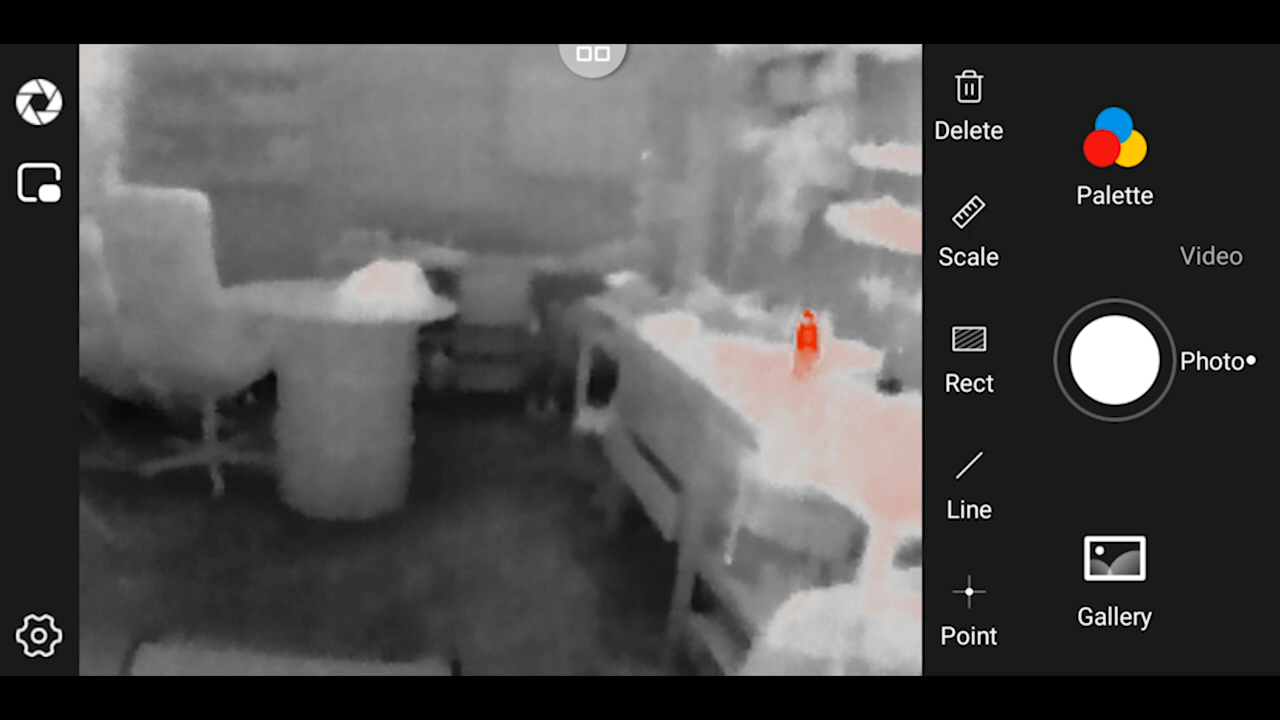 Delete
Palette
Scale
Video
Rect
Photo
Line
Gallery
Point